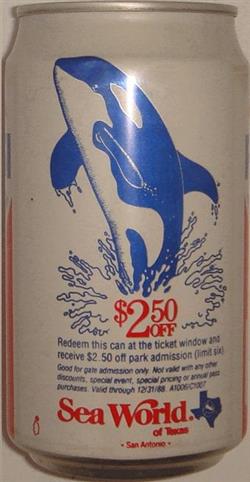 $2.50
OFF
Redeem this can at the ticket window and
receive $2.50 off park admission (limit six)
Good for gate admission only. Not valid with any other
discounts, special event, special pricing or annual pass
purchases. Valid through 12/31/88. A1006/C1007
Sea World®
of Texas
• San Antonio •